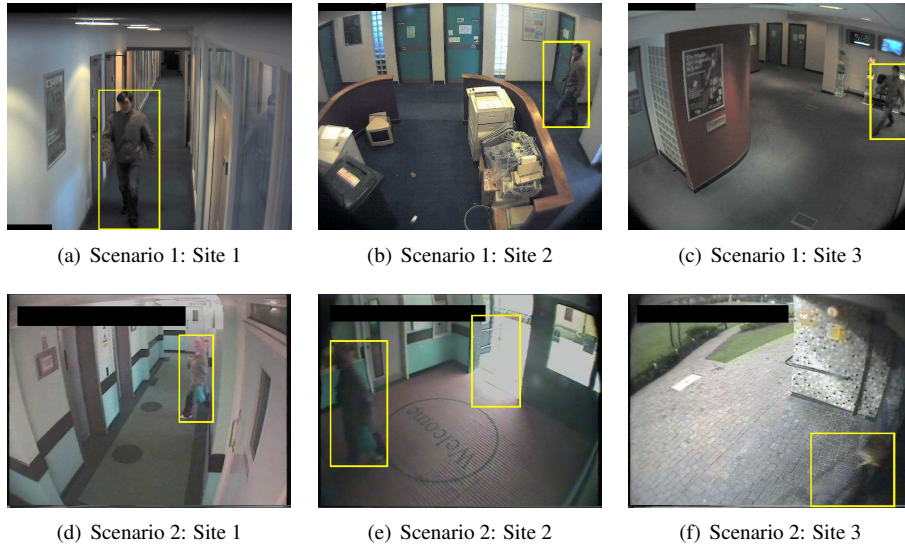 (a) Scenario 1: Site 1
(b) Scenario 1: Site 2
(c) Scenario 1: Site 3
Welcome
(d) Scenario 2: Site 1
(e) Scenario 2: Site 2
(f) Scenario 2: Site 3